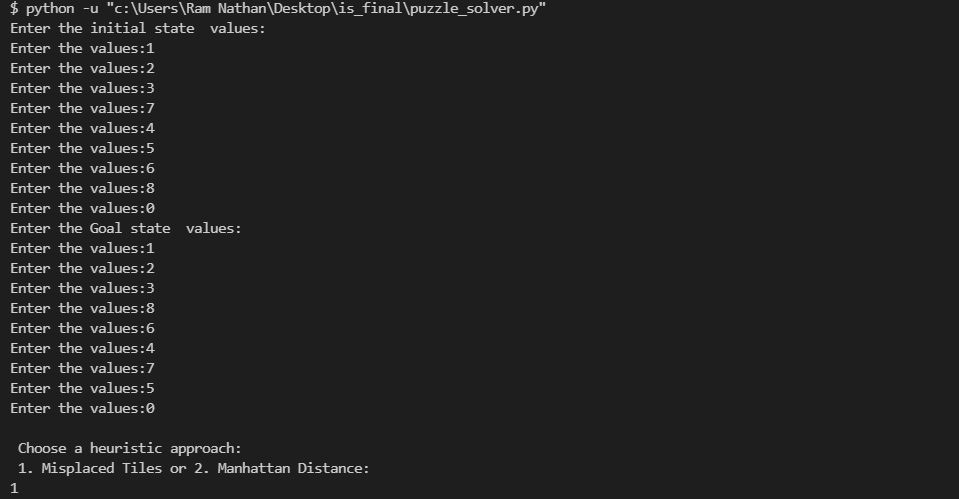 $ python -u "c:\Users\Ram Nathan\Desktop\is_final\puzzle_solver.py"
Enter the initial state  values:
Enter the values:1
Enter the values:2
Enter the values:3
Enter the values:7
Enter the values:4
Enter the values:5
Enter the values:6
Enter the values:8
Enter the values:0
Enter the Goal state  values:
Enter the values:1
Enter the values:2
Enter the values:3
Enter the values:8
Enter the values:6
Enter the values:4
Enter the values:7
Enter the values:5
Enter the values:0
Choose a heuristic approach:
1. Misplaced Tiles or 2. Manhattan Distance:
1